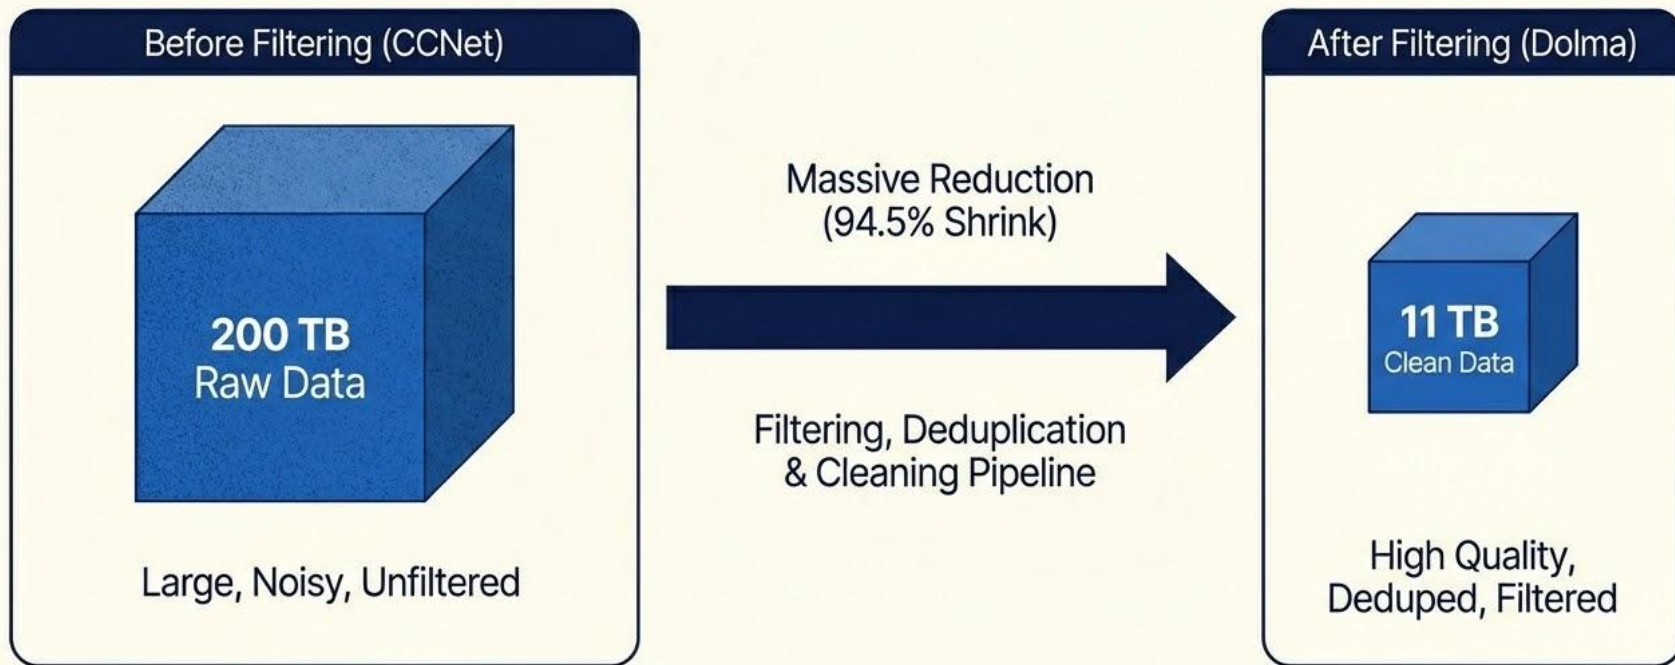 Before Filtering (CCNet)
200 TB
Raw Data
Large, Noisy, Unfiltered
Massive Reduction
(94.5% Shrink)
Filtering, Deduplication
& Cleaning Pipeline
After Filtering (Dolma)
11 TB
Clean Data
High Quality,
Deduped, Filtered